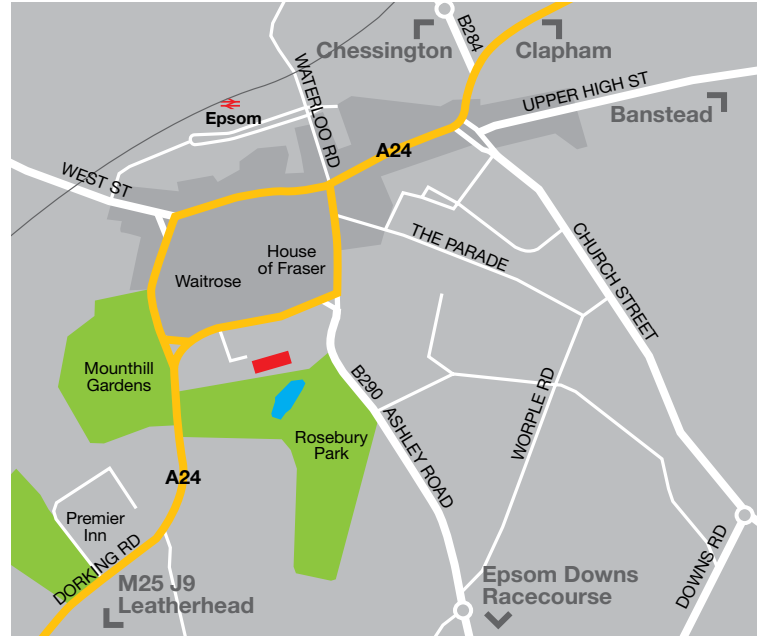 Chessington
B284
Clapham
WATERLOO RD
UPPER HIGH ST
Banstead
Epsom
A24
WEST ST
THE PARADE
CHURCH STREET
House
of Fraser
Waitrose
Mounthill
Gardens
B290
ASHLEY ROAD
WORPLE RD
Rosebury
Park
A24
Premier
Inn
DORKING RD
DOWNS RD
M25 J9
Leatherhead
Epsom Downs
Racecourse